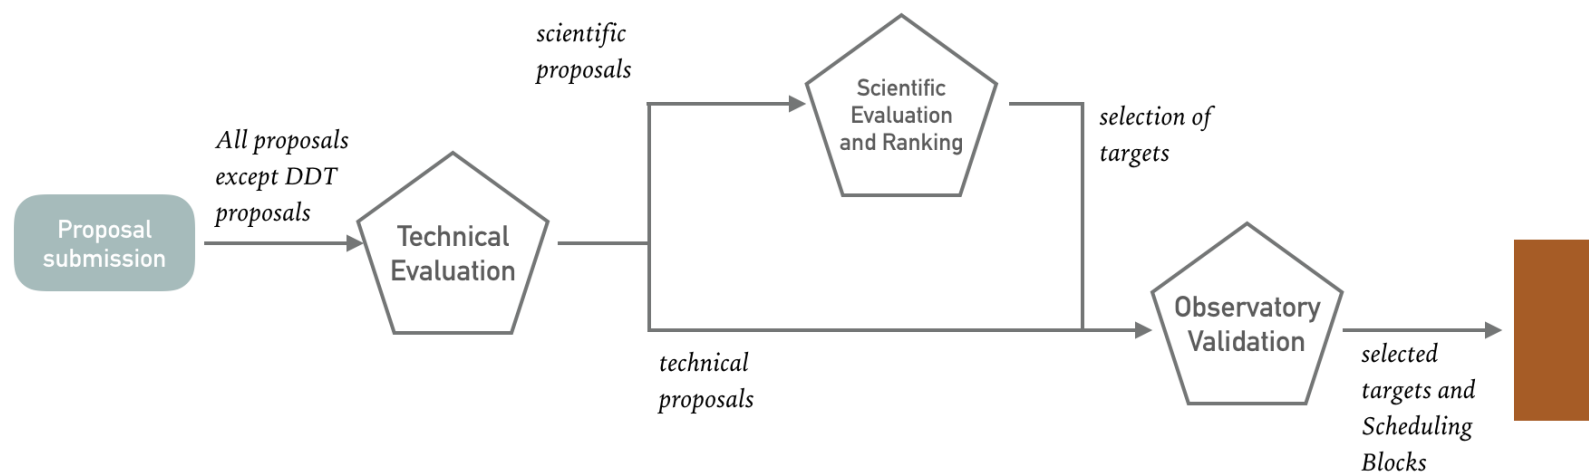 Proposal
submission
All proposals
except DDT
proposals
Technical
Evaluation
scientific
proposals
Scientific
Evaluation
and Ranking
selection of
targets
technical
proposals
Observatory
Validation
selected
targets and
Scheduling
Blocks